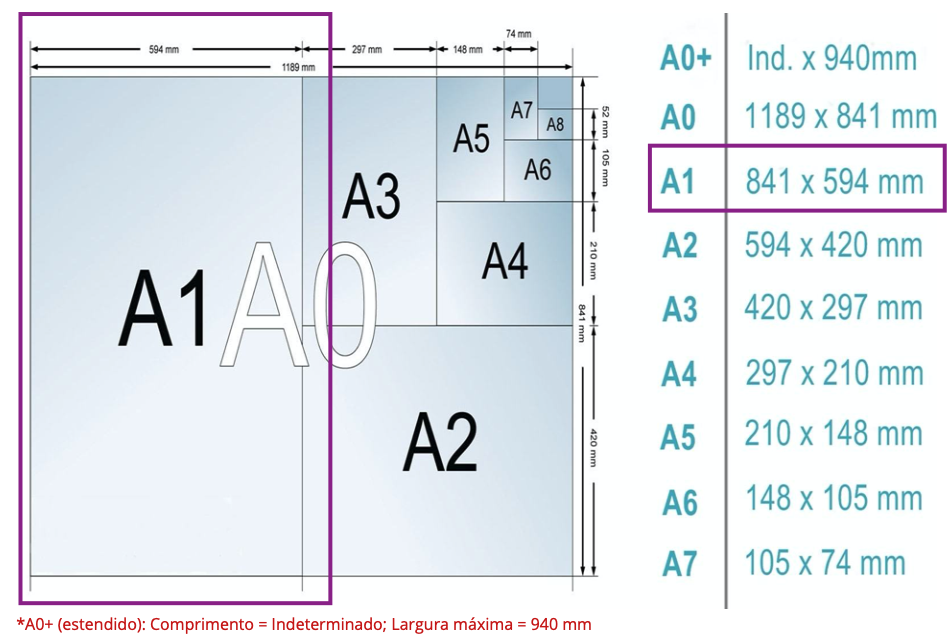 74 mm
594 mm
297 mm
148 mm
1189 mm
A7
A8
A5
A6
A3
A4
A1
A0
A2
52 mm
105 mm
210 mm
841 mm
420 mm
A0+ Ind. x 940mm
A0 1189 x 841 mm
A1 841 x 594 mm
A2 594 x 420 mm
A3 420 x 297 mm
A4 297 x 210 mm
A5 210 x 148 mm
A6 148 x 105 mm
A7 105 x 74 mm
*A0+ (estendido): Comprimento = Indeterminado; Largura máxima = 940 mm